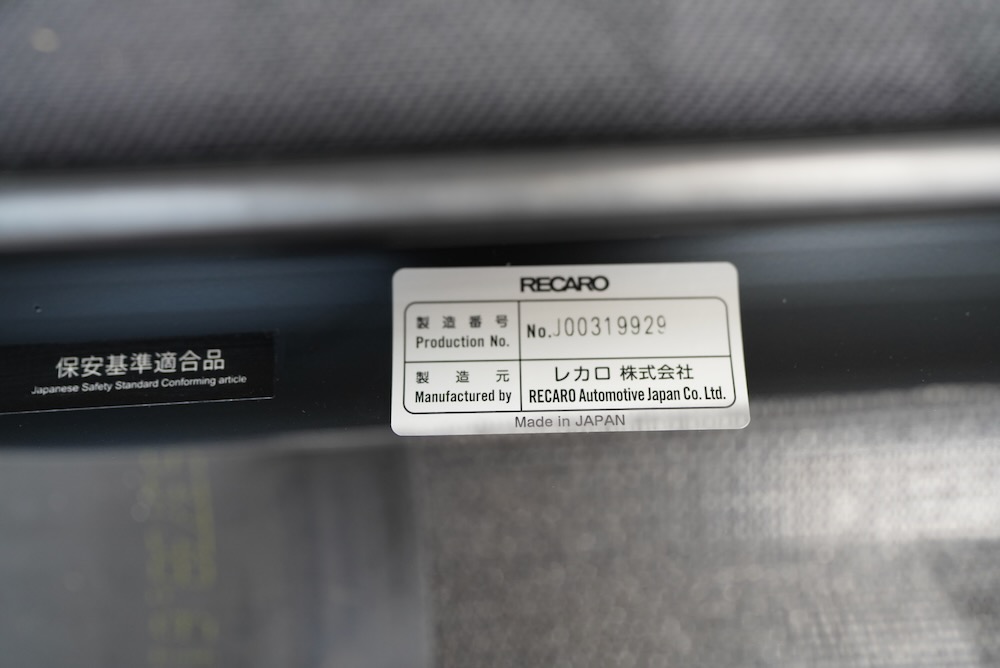 保安基準適合品
Japanese Safety Standard Conforming article
RECARO
製造番号
Production No.
No.J00319929
製造元
Manufactured by
レカロ 株式会社
RECARO Automotive Japan Co. Ltd.
Made in JAPAN